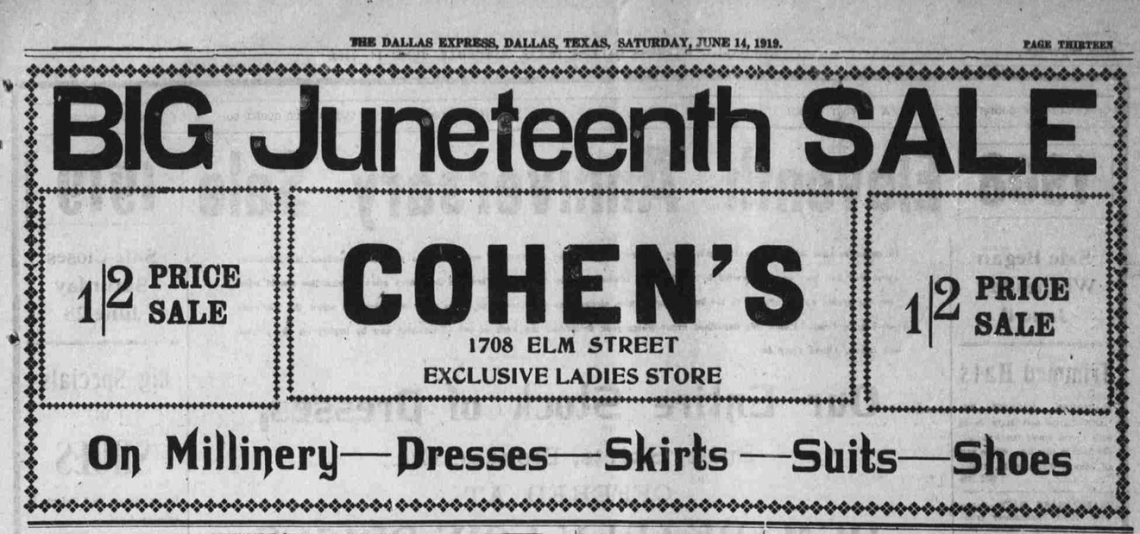 THE DALLAS EXPRESS, DALLAS, TEXAS, SATURDAY, JUNE 14, 1919.
PAGE THIRTEEN
BIG Juneteenth SALE
1/2 PRICE
SALE
COHEN'S
1708 ELM STREET
EXCLUSIVE LADIES STORE
1/2 PRICE
SALE
On Millinery—Dresses—Skirts—Suits—Shoes